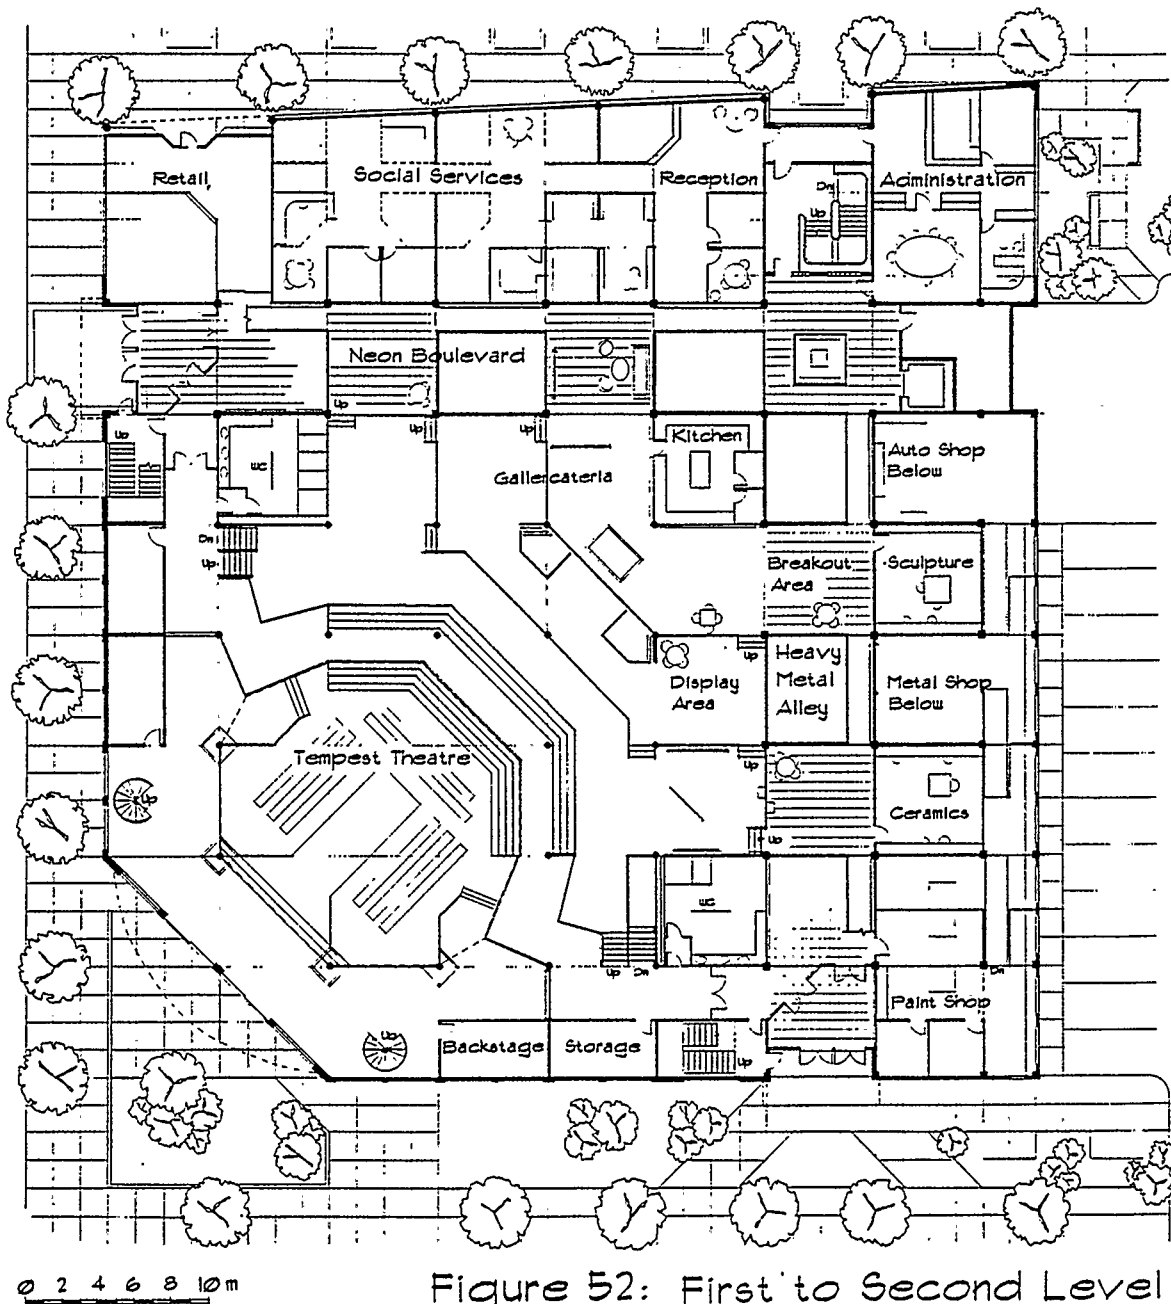 Retail,
Social Services
Reception
Dn
Up
Administration
Neon Boulevard
Up
Up
Up
Up
WC
Kitchen
Gallercateria
Auto Shop
Below
Dn
Up
Breakout
Area
Sculpture
Up
Display
Area
Heavy
Metal
Alley
Metal Shop
Below
Tempest Theatre
Up
Up
Ceramics
Up
WC
Up
Dn
Dn
Paint Shop
Up
Backstage
Storage
Up
0 2 4 6 8 10 m
Figure 52: First to Second Level